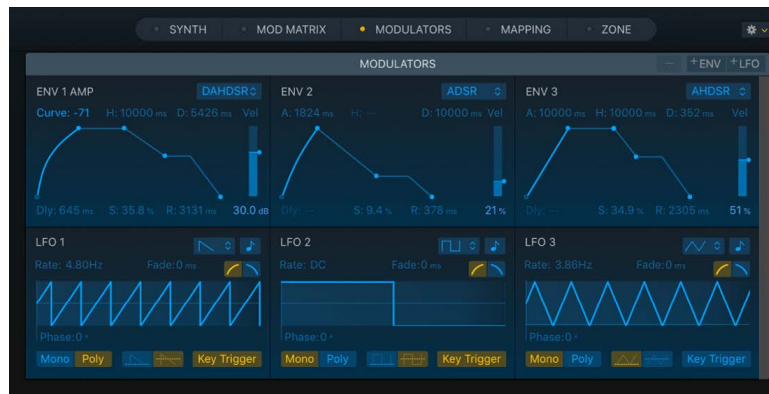 SYNTH MOD MATRIX MODULATORS MAPPING ZONE
MODULATORS − +ENV +LFO
ENV 1 AMP DAHDSR ENV 2 ADSR ENV 3 AHDSR
Curve: -71 H: 10000 ms D: 5426 ms Vel A: 1824 ms H: -- D: 10000 ms Vel A: 10000 ms H: 10000 ms D: 352 ms Vel
Dly: 645 ms S: 35.8 % R: 3131 ms 30.0 dB Dly: -- S: 9.4 % R: 378 ms 21 % Dly: -- S: 34.9 % R: 2305 ms 51 %
LFO 1 LFO 2 LFO 3
Rate: 4.80Hz Fade: 0 ms Rate: DC Fade: 0 ms Rate: 3.86Hz Fade: 0 ms
Phase: 0 ° Phase: 0 ° Phase: 0 °
Mono Poly Key Trigger Mono Poly Key Trigger Mono Poly Key Trigger